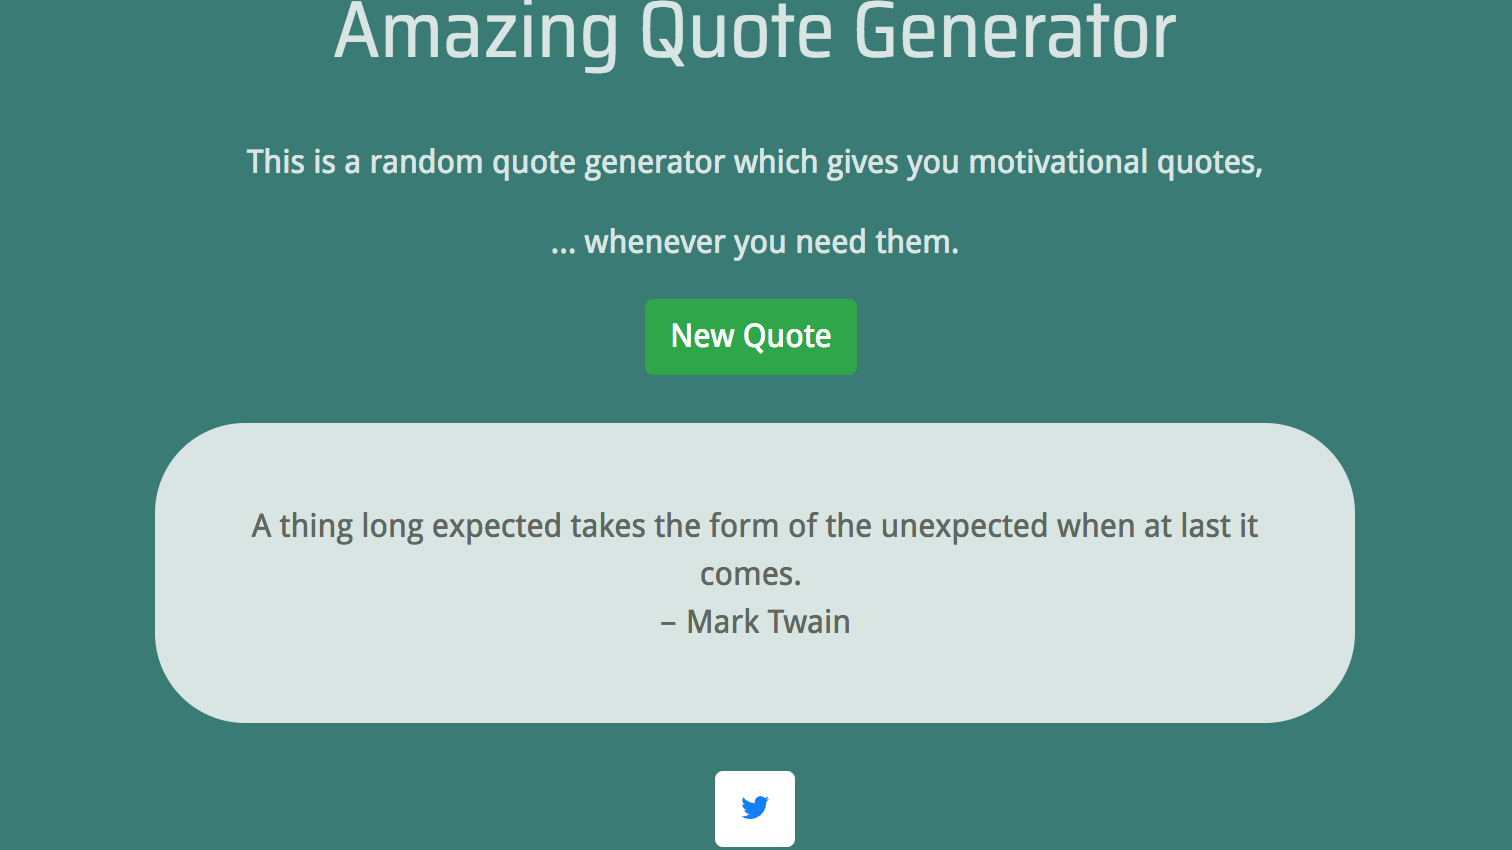 Amazing Quote Generator
This is a random quote generator which gives you motivational quotes,
... whenever you need them.
New Quote
A thing long expected takes the form of the unexpected when at last it
comes.
– Mark Twain